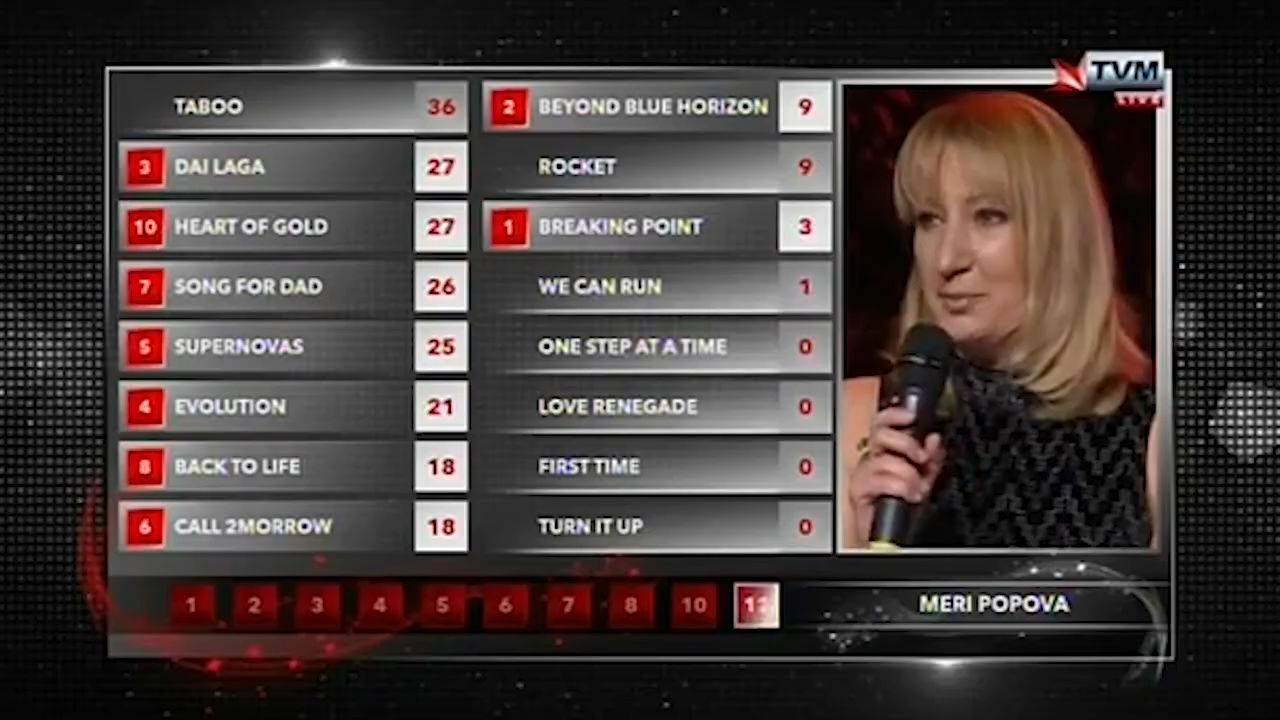 TVM
LIVE
TABOO 36
3 DAI LAGA 27
10 HEART OF GOLD 27
7 SONG FOR DAD 26
5 SUPERNOVAS 25
4 EVOLUTION 21
8 BACK TO LIFE 18
6 CALL 2MORROW 18
2 BEYOND BLUE HORIZON 9
ROCKET 9
1 BREAKING POINT 3
WE CAN RUN 1
ONE STEP AT A TIME 0
LOVE RENEGADE 0
FIRST TIME 0
TURN IT UP 0
1 2 3 4 5 6 7 8 10
MERI POPOVA